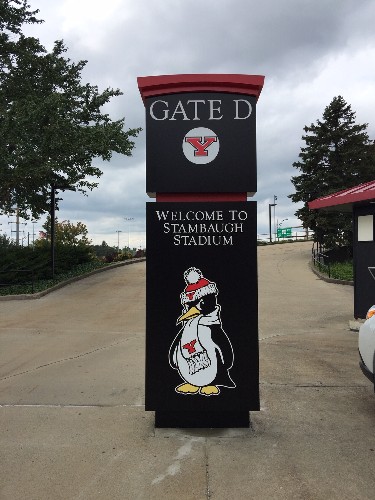 GATE D
Y
WELCOME TO
STAMBAUGH
STADIUM
Y
Y